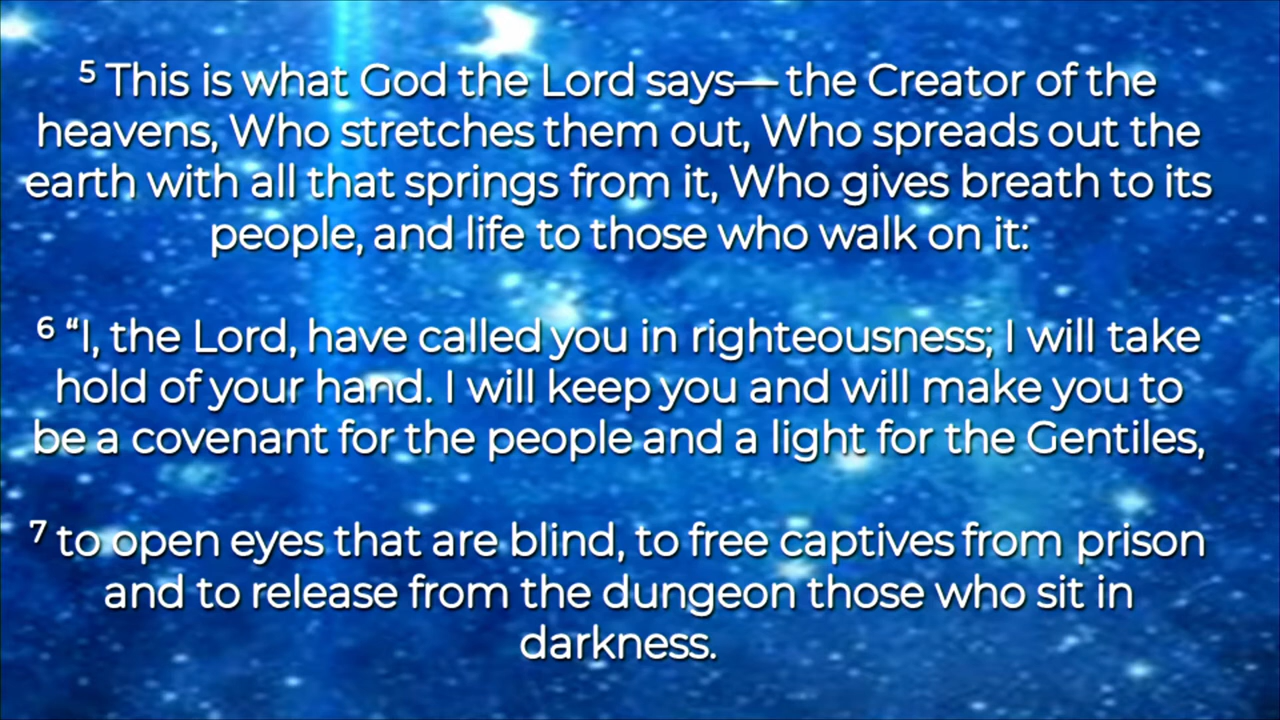 ⁵ This is what God the Lord says— the Creator of the
heavens, Who stretches them out, Who spreads out the
earth with all that springs from it, Who gives breath to its
people, and life to those who walk on it:
⁶ “I, the Lord, have called you in righteousness; I will take
hold of your hand. I will keep you and will make you to
be a covenant for the people and a light for the Gentiles,
⁷ to open eyes that are blind, to free captives from prison
and to release from the dungeon those who sit in
darkness.